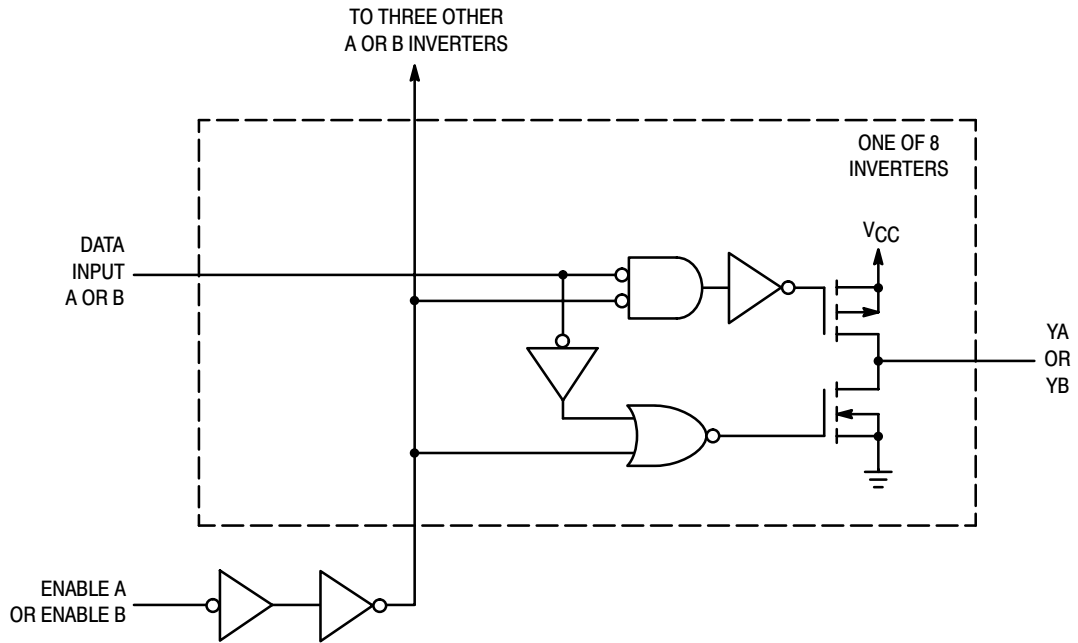 TO THREE OTHER
A OR B INVERTERS
ONE OF 8
INVERTERS
DATA
INPUT
A OR B
VCC
YA
OR
YB
ENABLE A
OR ENABLE B